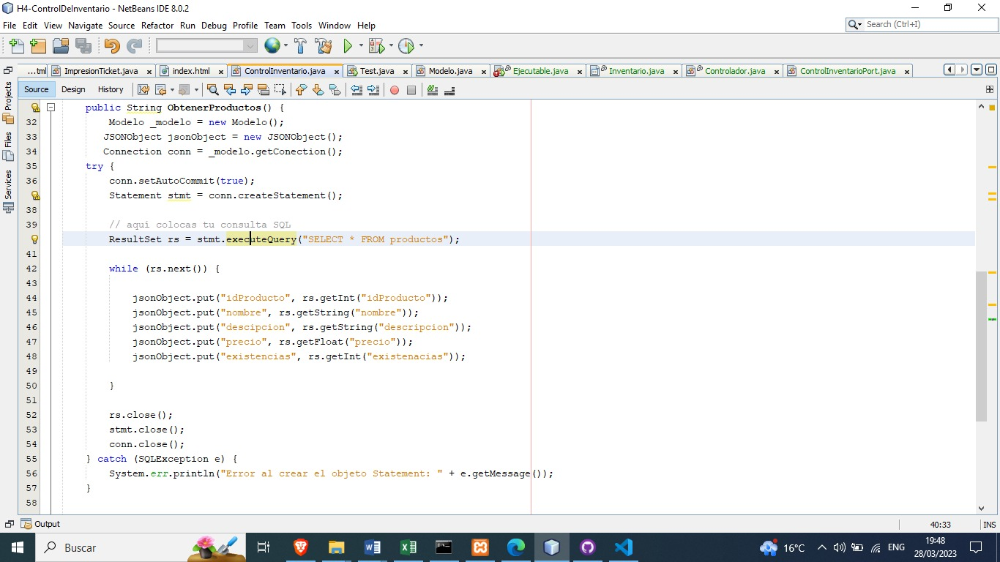 H4-ControlDeInventario - NetBeans IDE 8.0.2
File Edit View Navigate Source Refactor Run Debug Profile Team Tools Window Help
Search (Ctrl+I)
...tml ImpresionTicket.java index.html ControlInventario.java Test.java Modelo.java Ejecutable.java Inventario.java Controlador.java ControlInventarioPort.java
Source Design History
Projects
Files
Services
public String ObtenerProductos() {
32 Modelo _modelo = new Modelo();
33 JSONObject jsonObject = new JSONObject();
34 Connection conn = _modelo.getConection();
35 try {
36 conn.setAutoCommit(true);
Statement stmt = conn.createStatement();
38
39 // aquí colocas tu consulta SQL
ResultSet rs = stmt.executeQuery("SELECT * FROM productos");
41
42 while (rs.next()) {
43
44 jsonObject.put("idProducto", rs.getInt("idProducto"));
45 jsonObject.put("nombre", rs.getString("nombre"));
46 jsonObject.put("descipcion", rs.getString("descripcion"));
47 jsonObject.put("precio", rs.getFloat("precio"));
48 jsonObject.put("existencias", rs.getInt("existenacias"));
49
50 }
51
52 rs.close();
53 stmt.close();
54 conn.close();
55 } catch (SQLException e) {
56 System.err.println("Error al crear el objeto Statement: " + e.getMessage());
57 }
58
Output
40:33 INS
Buscar
16°C ENG
19:48
28/03/2023